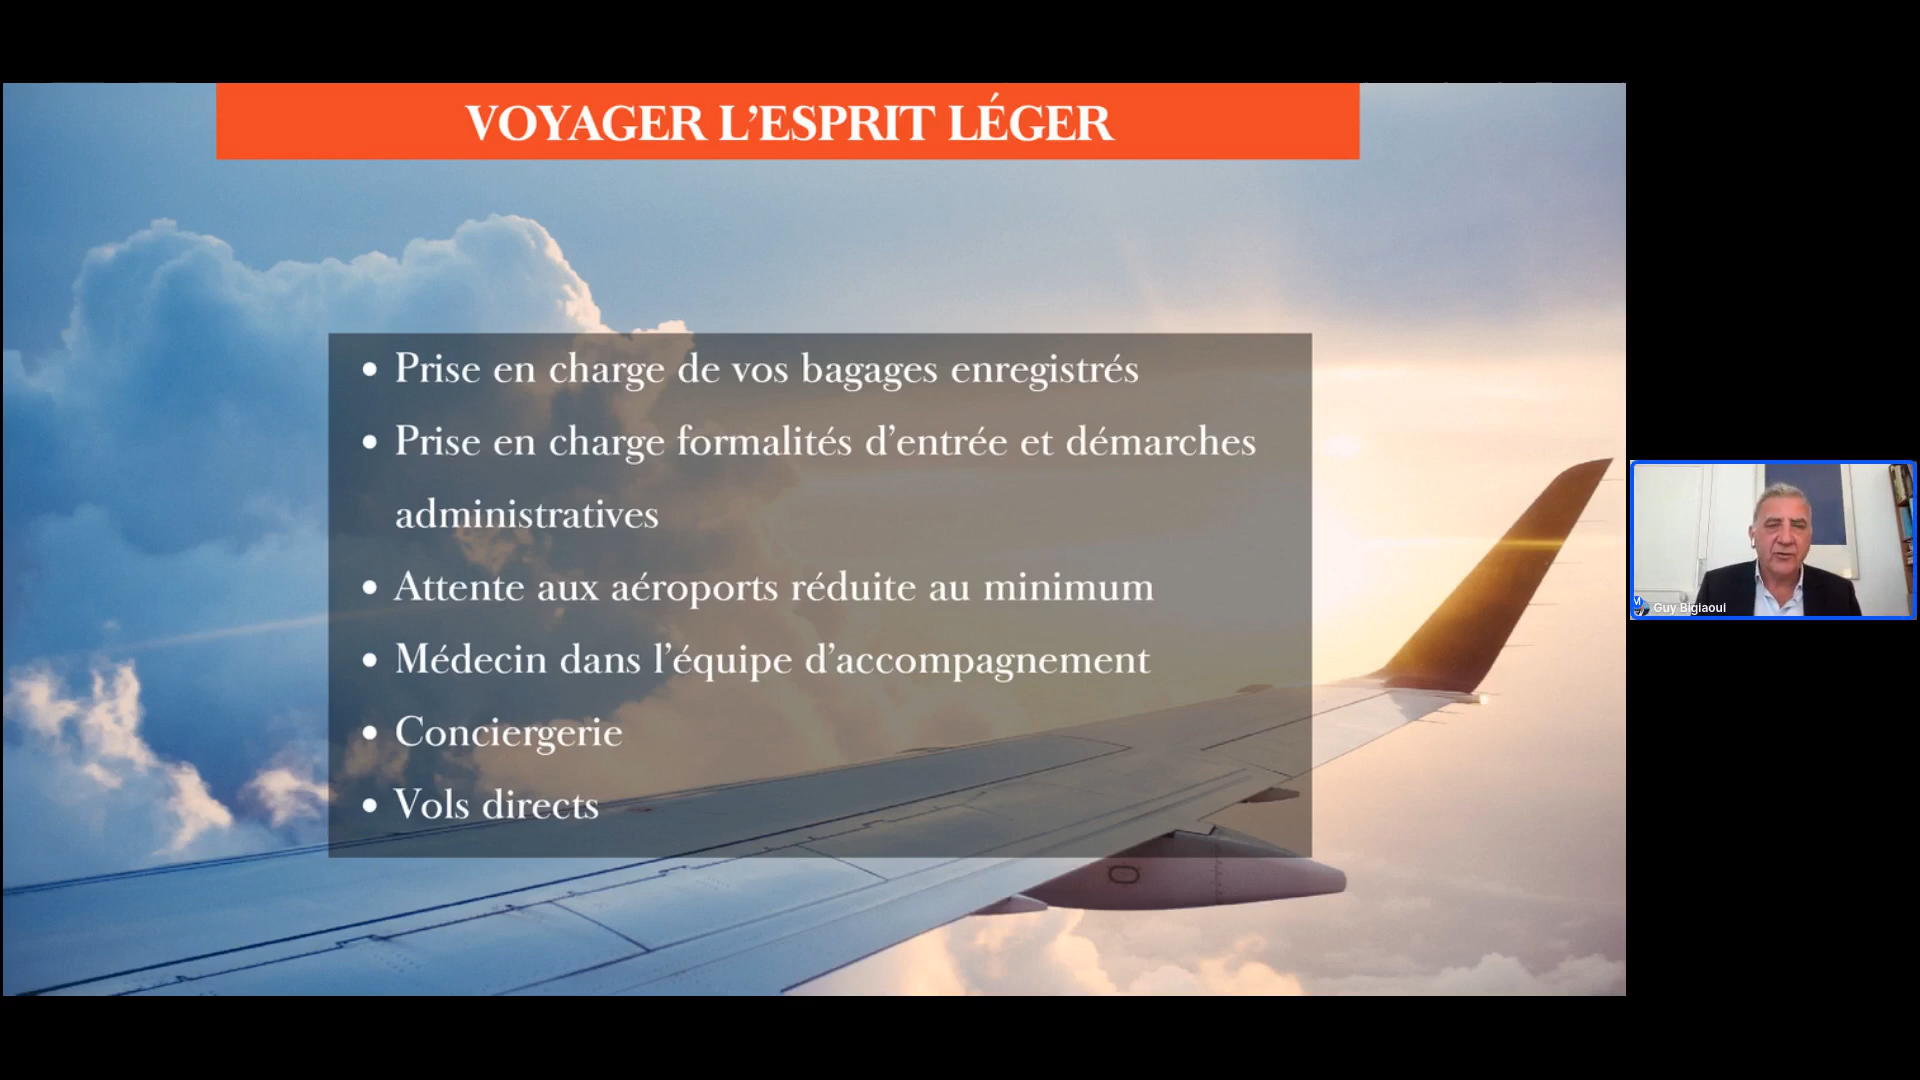 VOYAGER L'ESPRIT LÉGER
• Prise en charge de vos bagages enregistrés
• Prise en charge formalités d'entrée et démarches
administratives
• Attente aux aéroports réduite au minimum
• Médecin dans l'équipe d'accompagnement
• Conciergerie
• Vols directs
Guy Bigiaoui